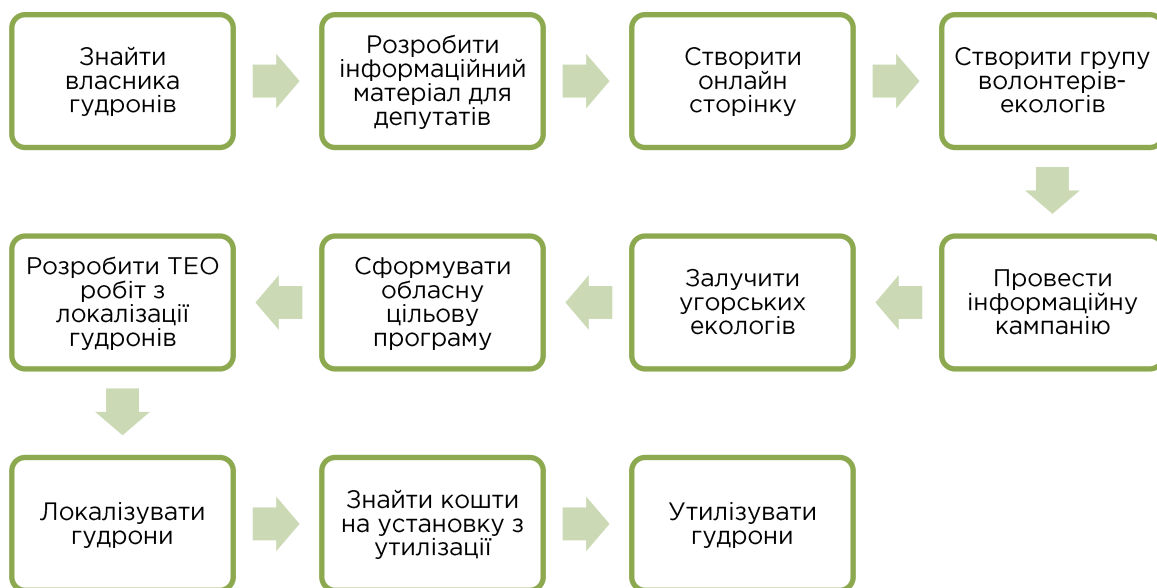 Знайти
власника
гудронів
Розробити
інформаційний
матеріал для
депутатів
Створити
онлайн
сторінку
Створити групу
волонтерів-
екологів
Провести
інформаційну
кампанію
Залучити
угорських
екологів
Сформувати
обласну
цільову
програму
Розробити ТЕО
робіт з
локалізації
гудронів
Локалізувати
гудрони
Знайти кошти
на установку з
утилізації
Утилізувати
гудрони